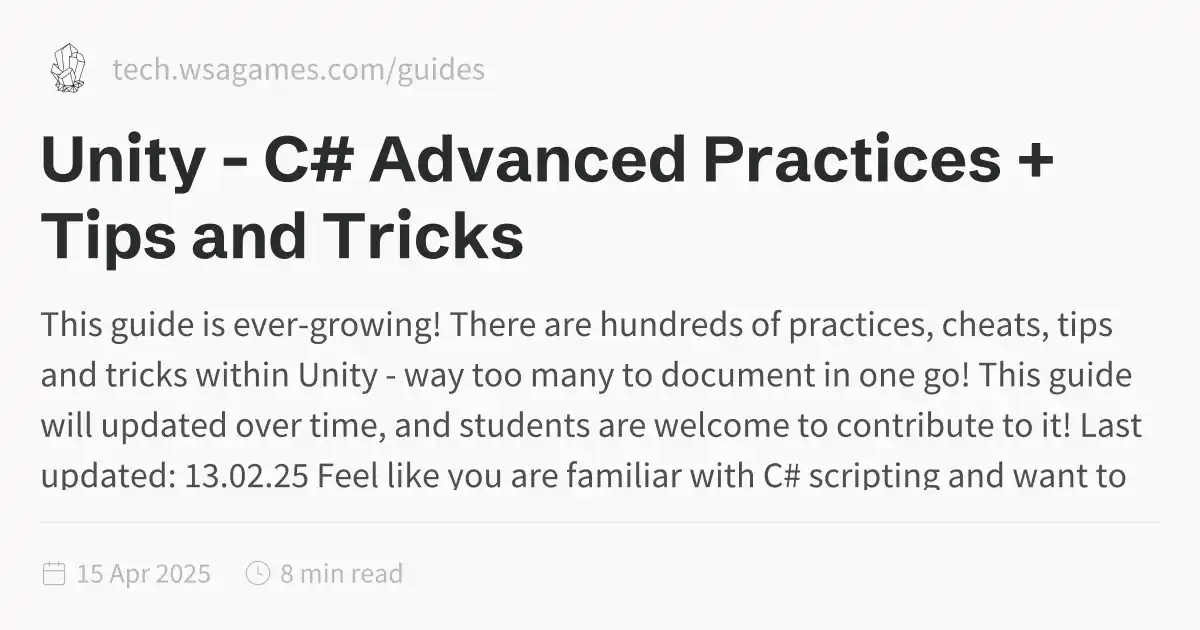 tech.wsagames.com/guides
Unity - C# Advanced Practices +
Tips and Tricks
This guide is ever-growing! There are hundreds of practices, cheats, tips
and tricks within Unity - way too many to document in one go! This guide
will updated over time, and students are welcome to contribute to it! Last
updated: 13.02.25 Feel like you are familiar with C# scripting and want to
15 Apr 2025 8 min read